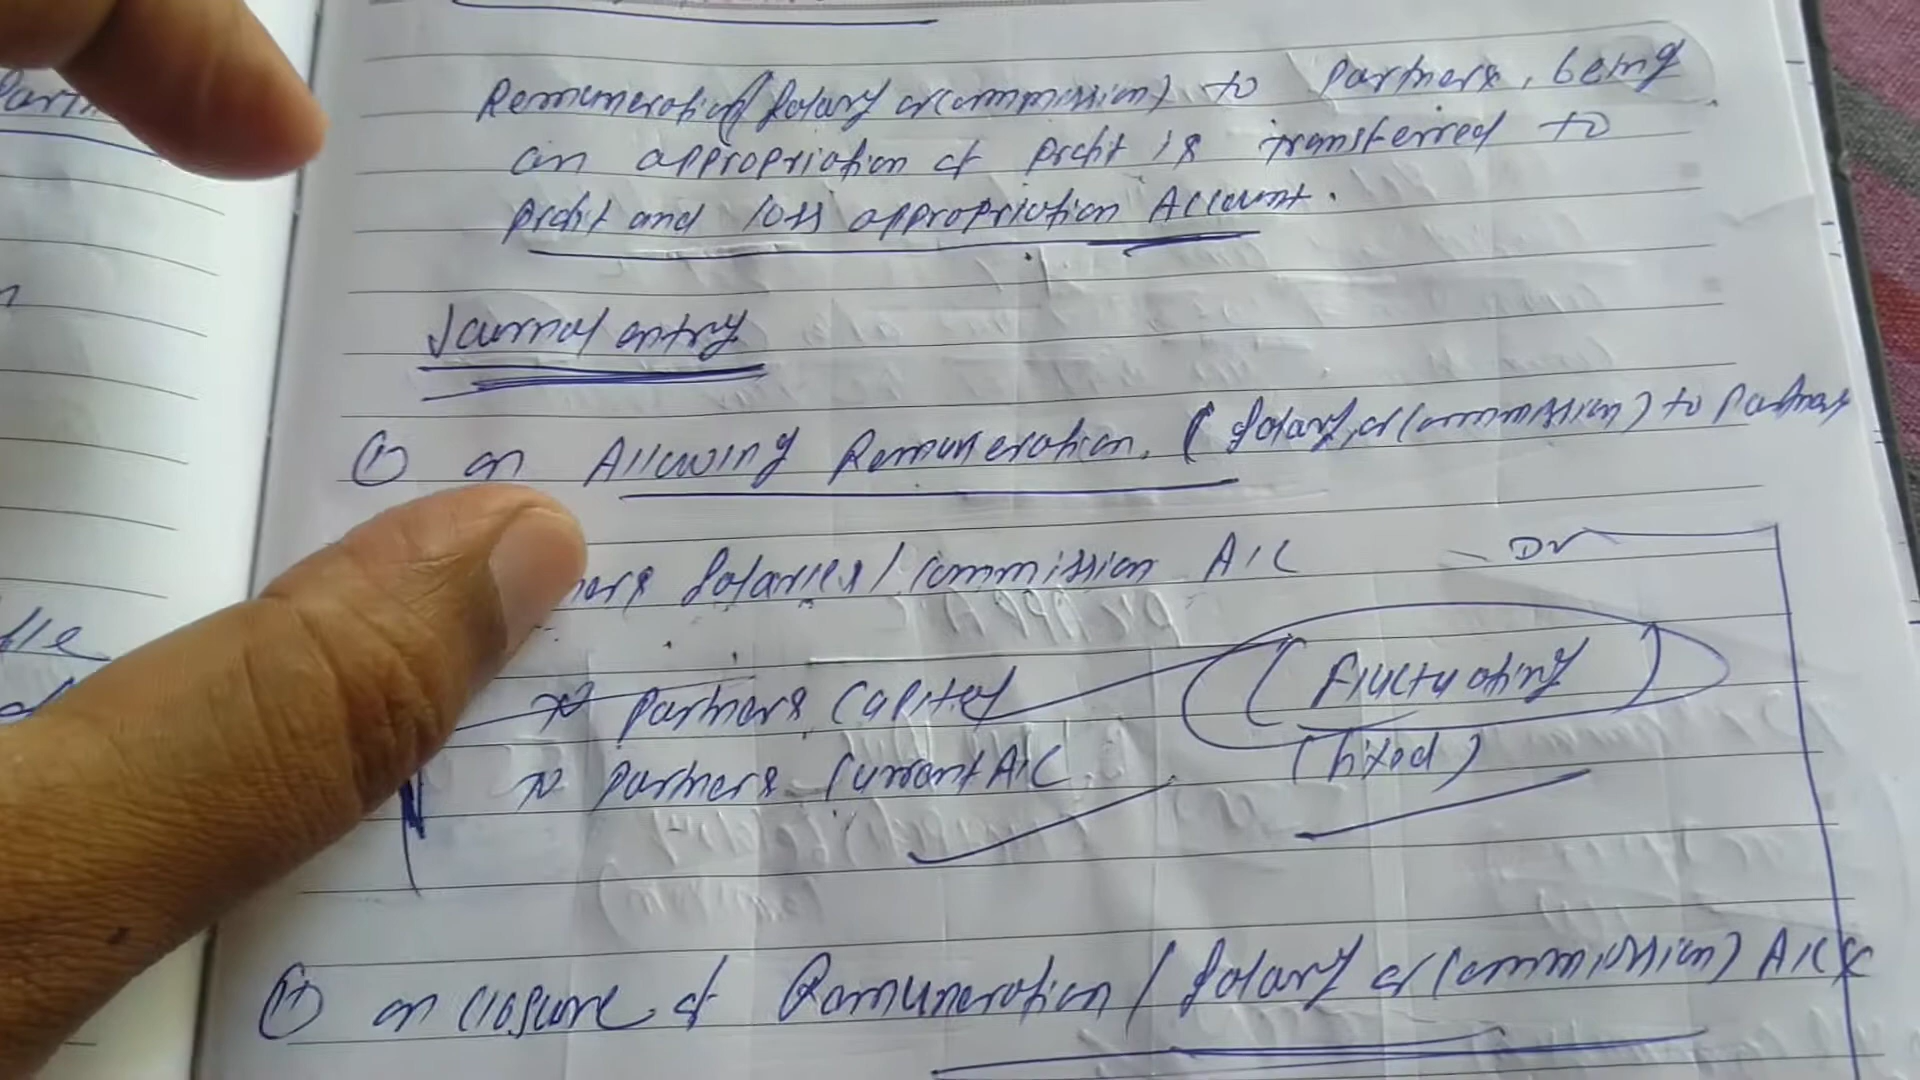 Remuneration (Salary or Commission) to Partners, being
an appropriation of profit is transferred to
profit and loss appropriation Account.
Journal entry
(i) on Allowing Remuneration. (Salary, or Commission) to Partners
ners Salaries / Commission A/C Dr
To Partners Capital (Fluctuating)
To Partners Current A/C (fixed)
(ii) on closure of Remuneration / Salary or Commission) A/C